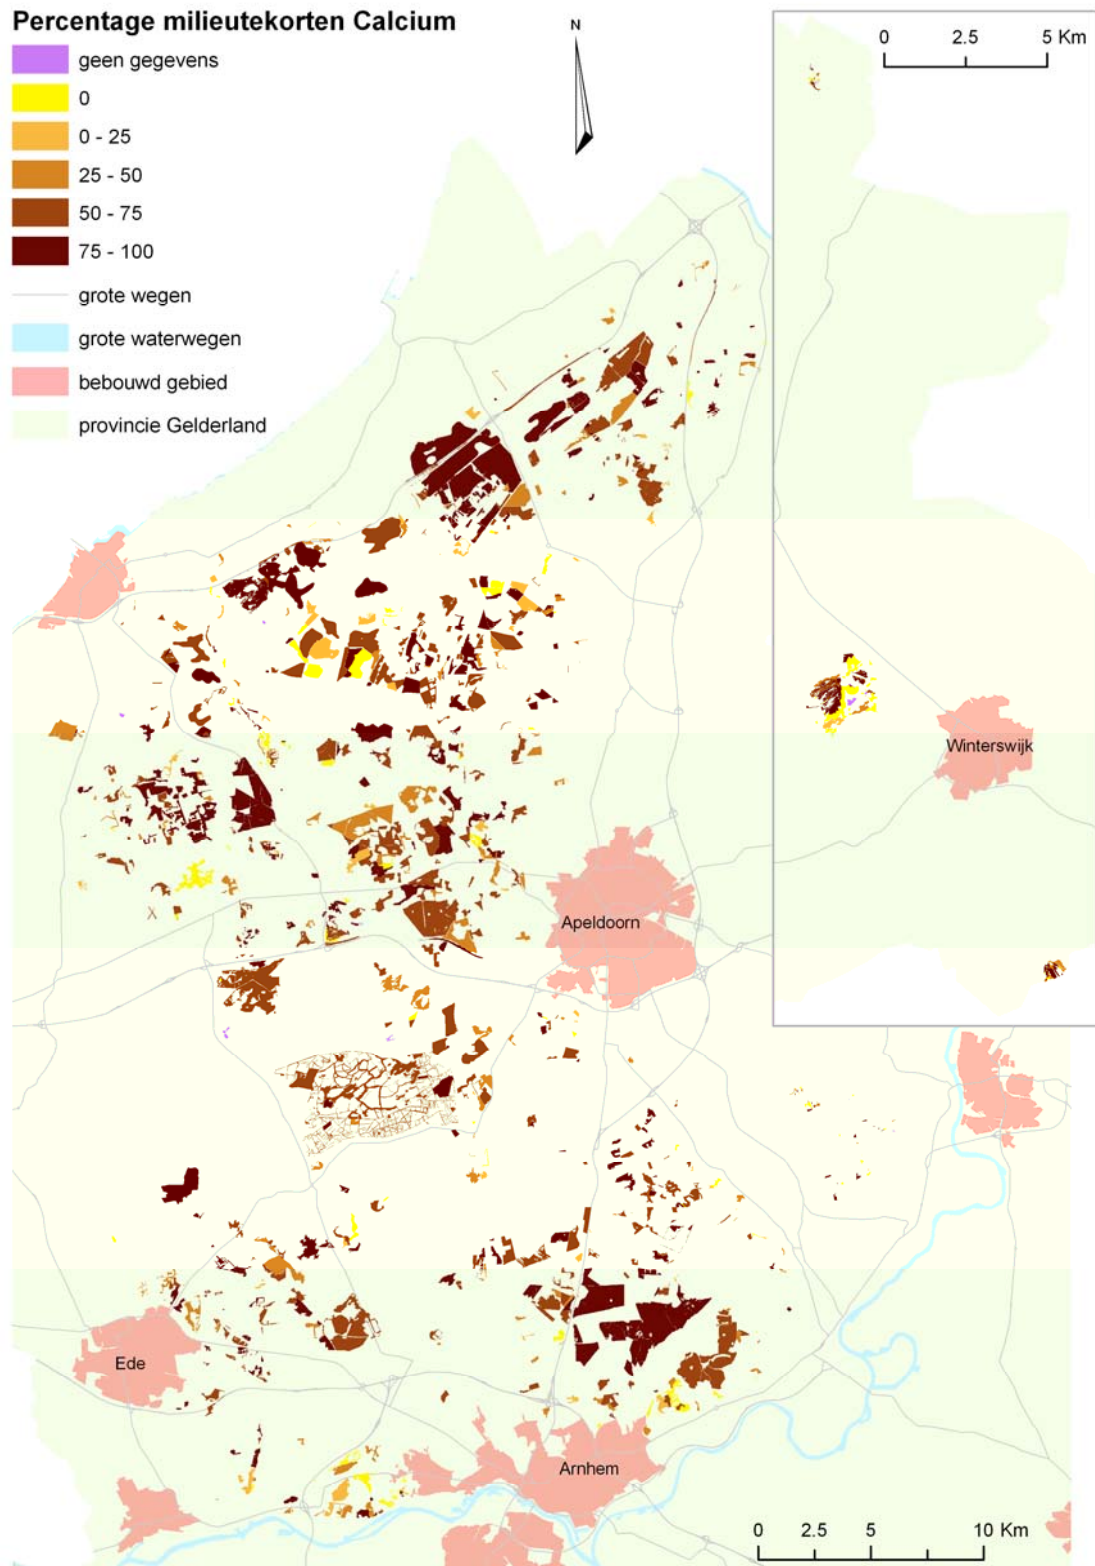 Percentage milieutekorten Calcium
geen gegevens
0
0 - 25
25 - 50
50 - 75
75 - 100
grote wegen
grote waterwegen
bebouwd gebied
provincie Gelderland
N
0 2.5 5 Km
Winterswijk
Apeldoorn
Ede
Arnhem
0 2.5 5 10 Km